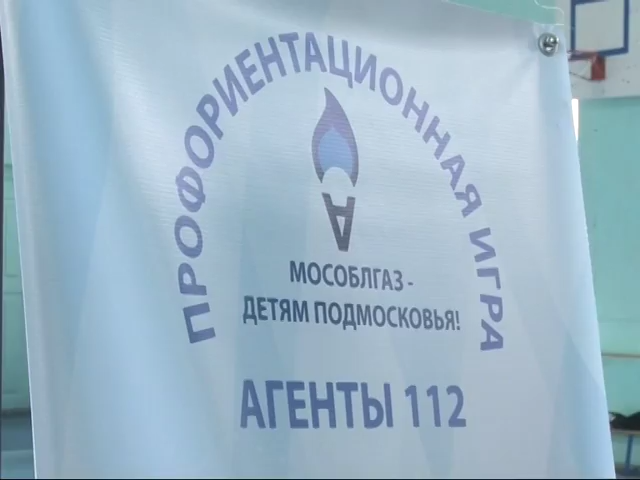 ПРОФОРИЕНТАЦИОННАЯ ИГРА
МОСОБЛГАЗ -
ДЕТЯМ ПОДМОСКОВЬЯ!
АГЕНТЫ 112